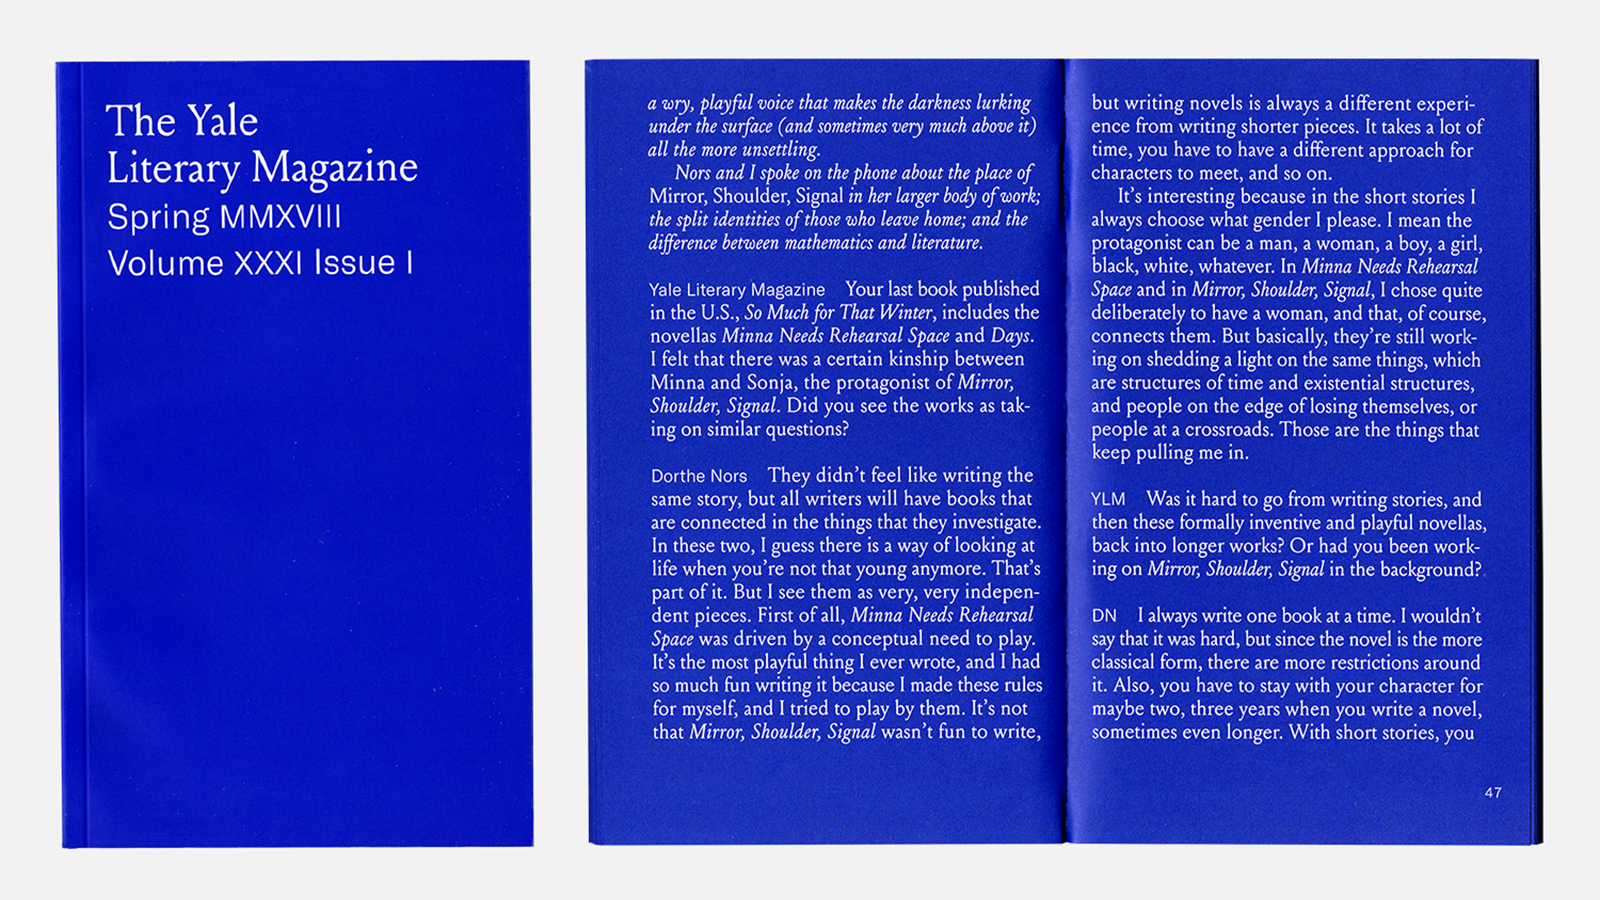 The Yale
Literary Magazine
Spring MMXVIII
Volume XXXI Issue I
a wry, playful voice that makes the darkness lurking
under the surface (and sometimes very much above it)
all the more unsettling.
Nors and I spoke on the phone about the place of
Mirror, Shoulder, Signal in her larger body of work;
the split identities of those who leave home; and the
difference between mathematics and literature.
Yale Literary Magazine Your last book published
in the U.S., So Much for That Winter, includes the
novellas Minna Needs Rehearsal Space and Days.
I felt that there was a certain kinship between
Minna and Sonja, the protagonist of Mirror,
Shoulder, Signal. Did you see the works as tak-
ing on similar questions?
Dorthe Nors They didn’t feel like writing the
same story, but all writers will have books that
are connected in the things that they investigate.
In these two, I guess there is a way of looking at
life when you’re not that young anymore. That’s
part of it. But I see them as very, very indepen-
dent pieces. First of all, Minna Needs Rehearsal
Space was driven by a conceptual need to play.
It’s the most playful thing I ever wrote, and I had
so much fun writing it because I made these rules
for myself, and I tried to play by them. It’s not
that Mirror, Shoulder, Signal wasn’t fun to write,
but writing novels is always a different experi-
ence from writing shorter pieces. It takes a lot of
time, you have to have a different approach for
characters to meet, and so on.
It’s interesting because in the short stories I
always choose what gender I please. I mean the
protagonist can be a man, a woman, a boy, a girl,
black, white, whatever. In Minna Needs Rehearsal
Space and in Mirror, Shoulder, Signal, I chose quite
deliberately to have a woman, and that, of course,
connects them. But basically, they’re still work-
ing on shedding a light on the same things, which
are structures of time and existential structures,
and people on the edge of losing themselves, or
people at a crossroads. Those are the things that
keep pulling me in.
YLM Was it hard to go from writing stories, and
then these formally inventive and playful novellas,
back into longer works? Or had you been work-
ing on Mirror, Shoulder, Signal in the background?
DN I always write one book at a time. I wouldn’t
say that it was hard, but since the novel is the more
classical form, there are more restrictions around
it. Also, you have to stay with your character for
maybe two, three years when you write a novel,
sometimes even longer. With short stories, you
47